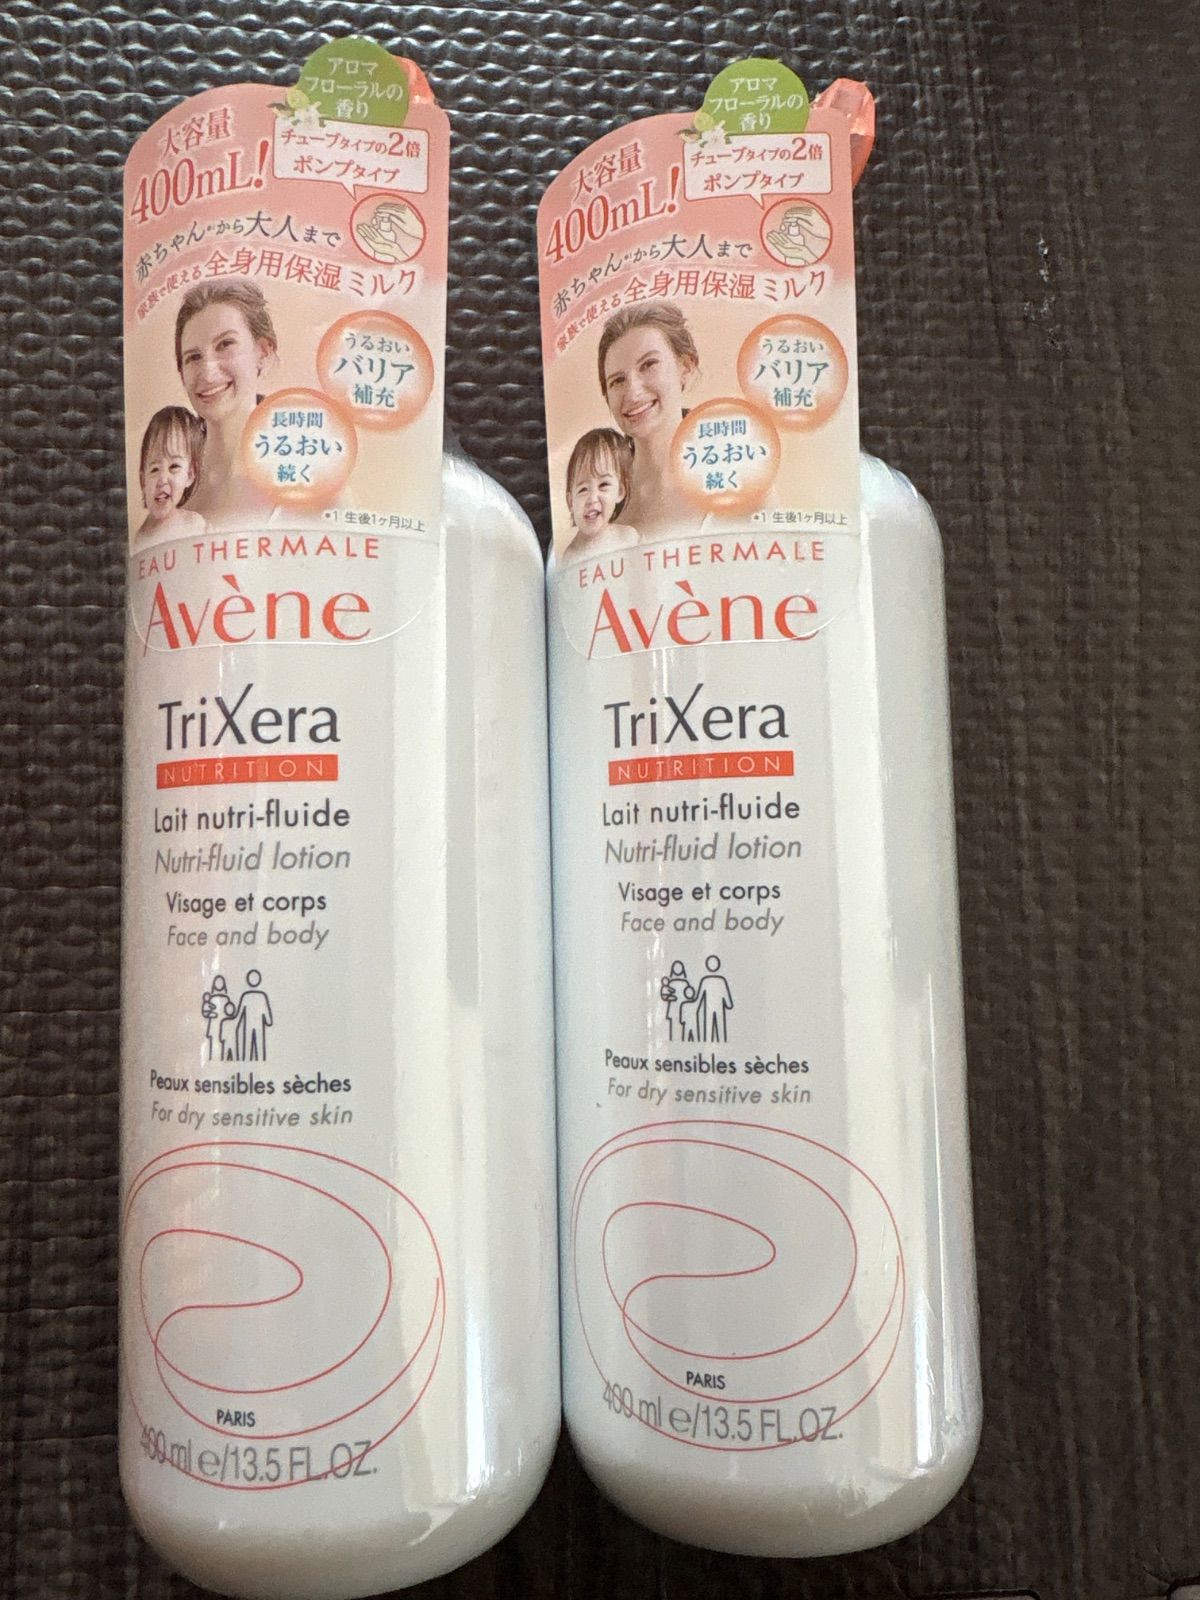 アロマ
フローラルの
香り
大容量
400mL!
チューブタイプの2倍
ポンプタイプ
赤ちゃん*1から大人まで
家族で使える全身用保湿ミルク
うるおい
バリア
補充
長時間
うるおい
続く
*1 生後1ヶ月以上
EAU THERMALE
Avène
TriXera
NUTRITION
Lait nutri-fluide
Nutri-fluid lotion
Visage et corps
Face and body
Peaux sensibles sèches
For dry sensitive skin
PARIS
400 ml e/13.5 FL.OZ.
アロマ
フローラルの
香り
大容量
400mL!
チューブタイプの2倍
ポンプタイプ
赤ちゃん*1から大人まで
家族で使える全身用保湿ミルク
うるおい
バリア
補充
長時間
うるおい
続く
*1 生後1ヶ月以上
EAU THERMALE
Avène
TriXera
NUTRITION
Lait nutri-fluide
Nutri-fluid lotion
Visage et corps
Face and body
Peaux sensibles sèches
For dry sensitive skin
PARIS
400 ml e/13.5 FL.OZ.